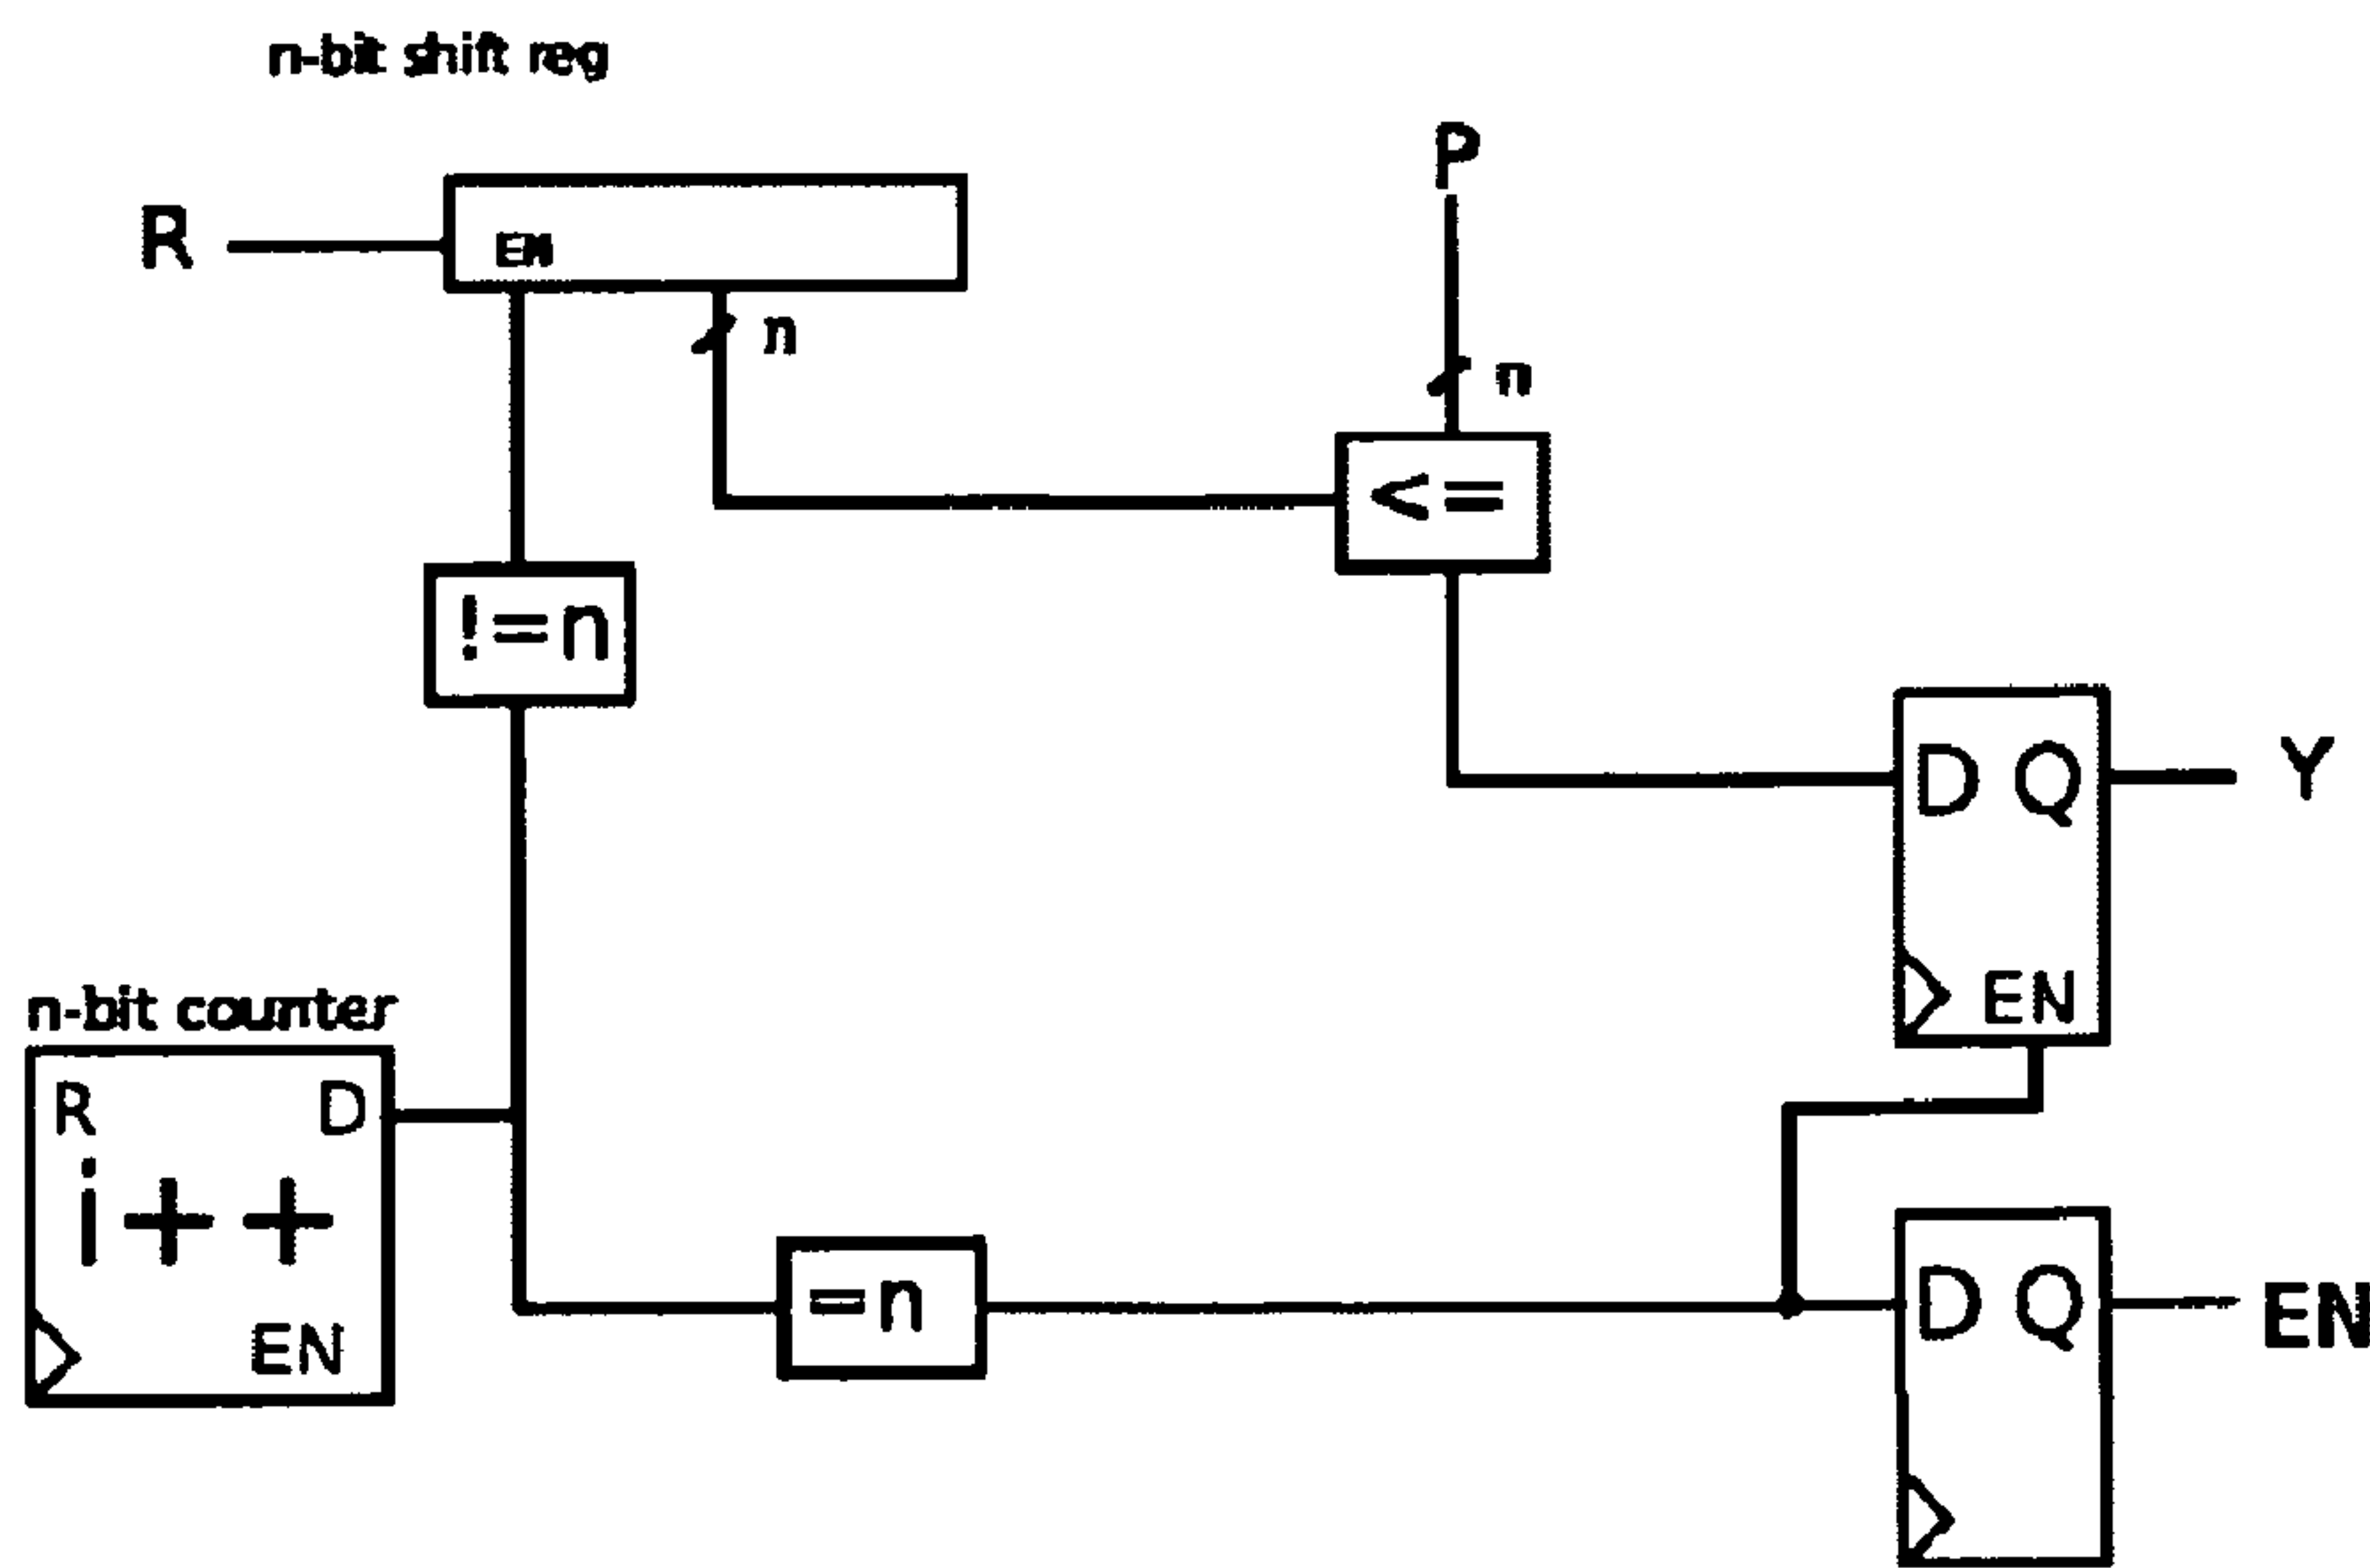 n-bit shift reg
P
R
EN
n
n
<=
!=n
D Q
Y
n-bit counter
EN
R D
i++
EN
=n
D Q
EN